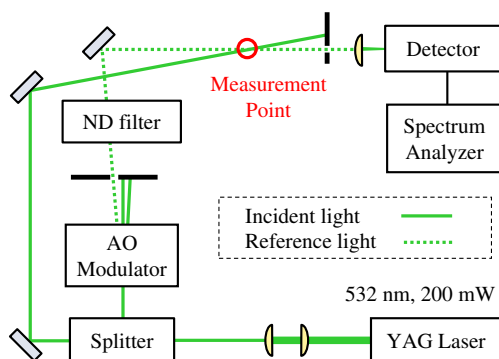 Detector
Measurement
Point
ND filter
Spectrum
Analyzer
Incident light
Reference light
AO
Modulator
532 nm, 200 mW
Splitter
YAG Laser